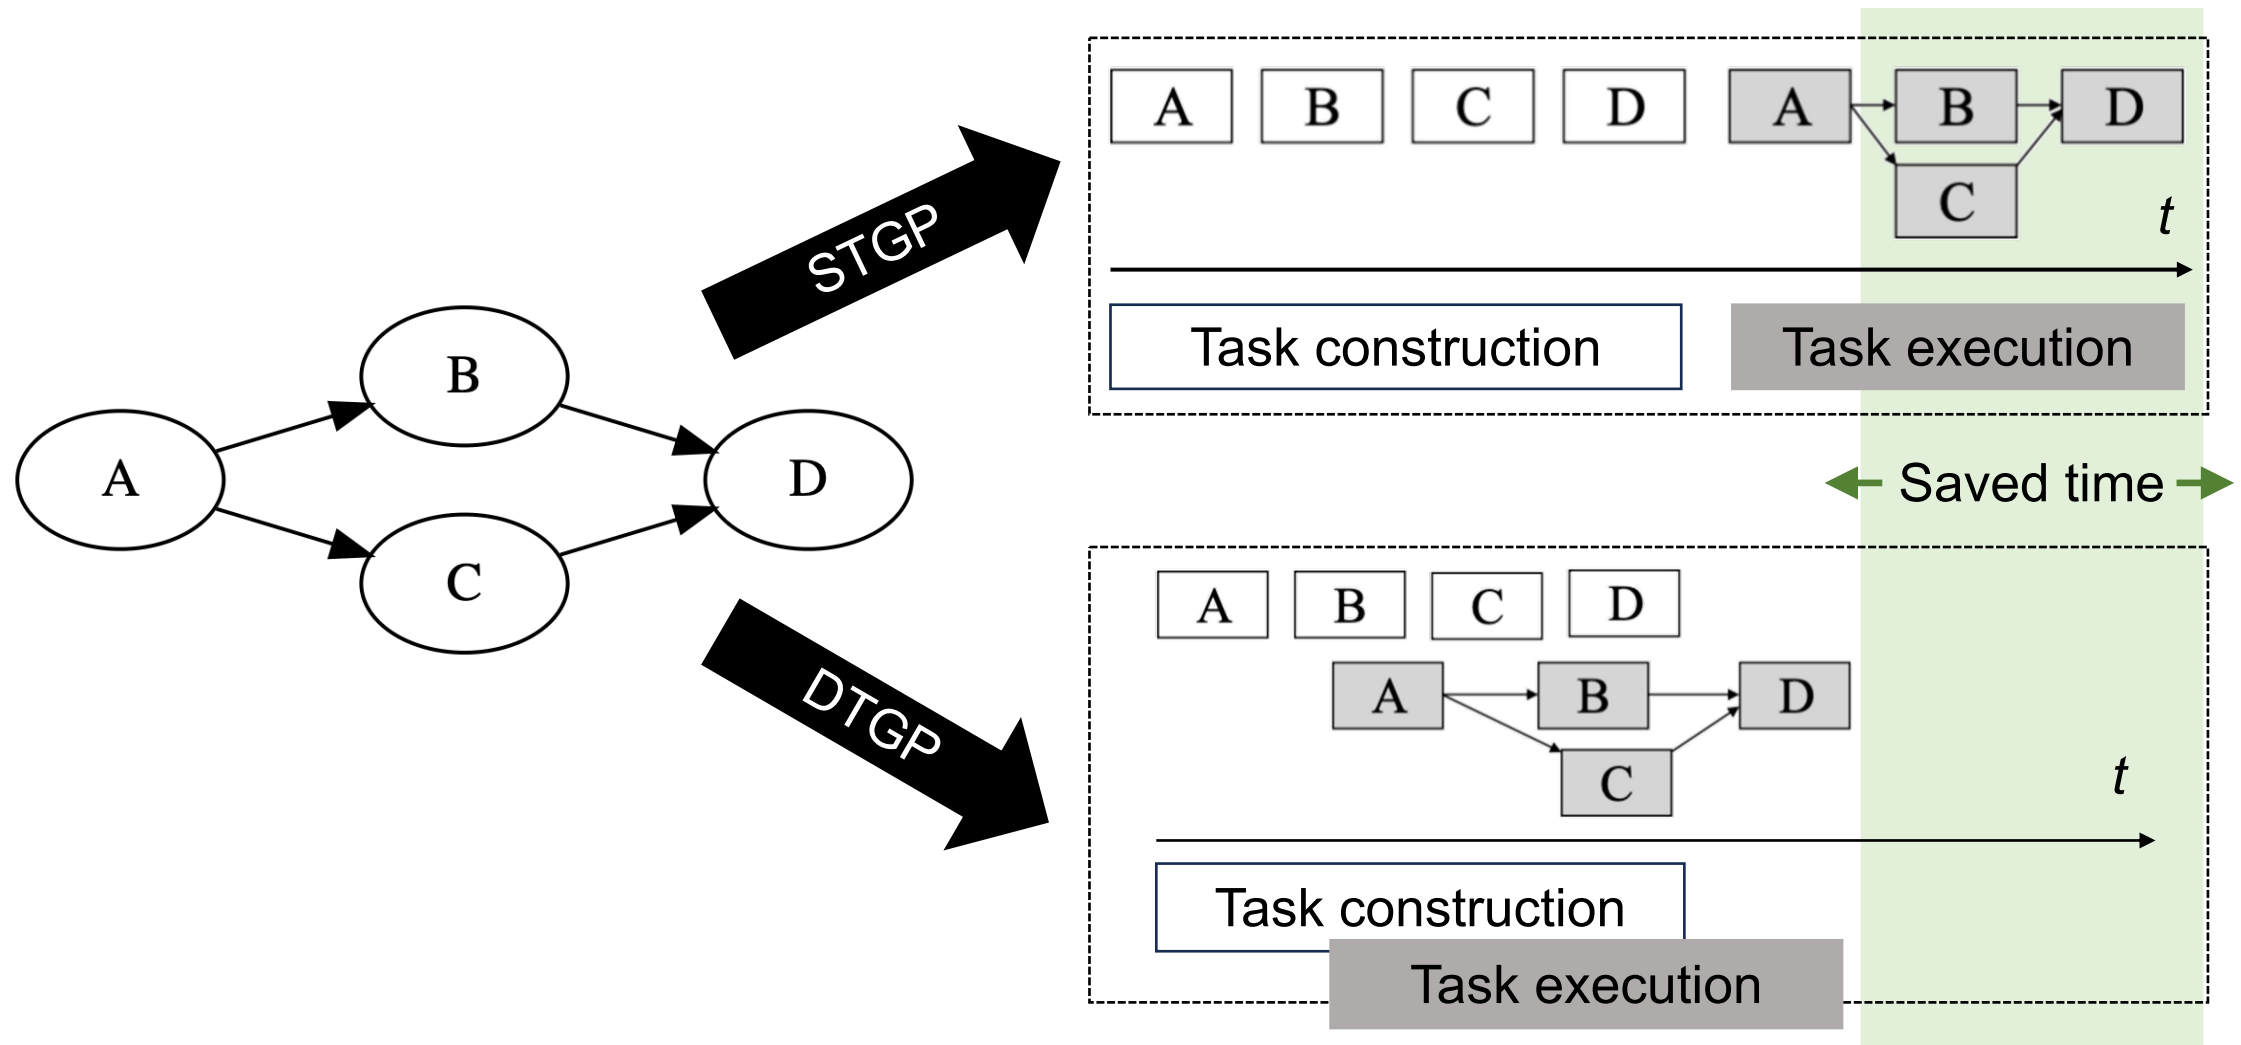 A
B
C
D
STGP
DTGP
A B C D A B D
C
t
Task construction Task execution
Saved time
A B C D
A B D
C
t
Task construction
Task execution